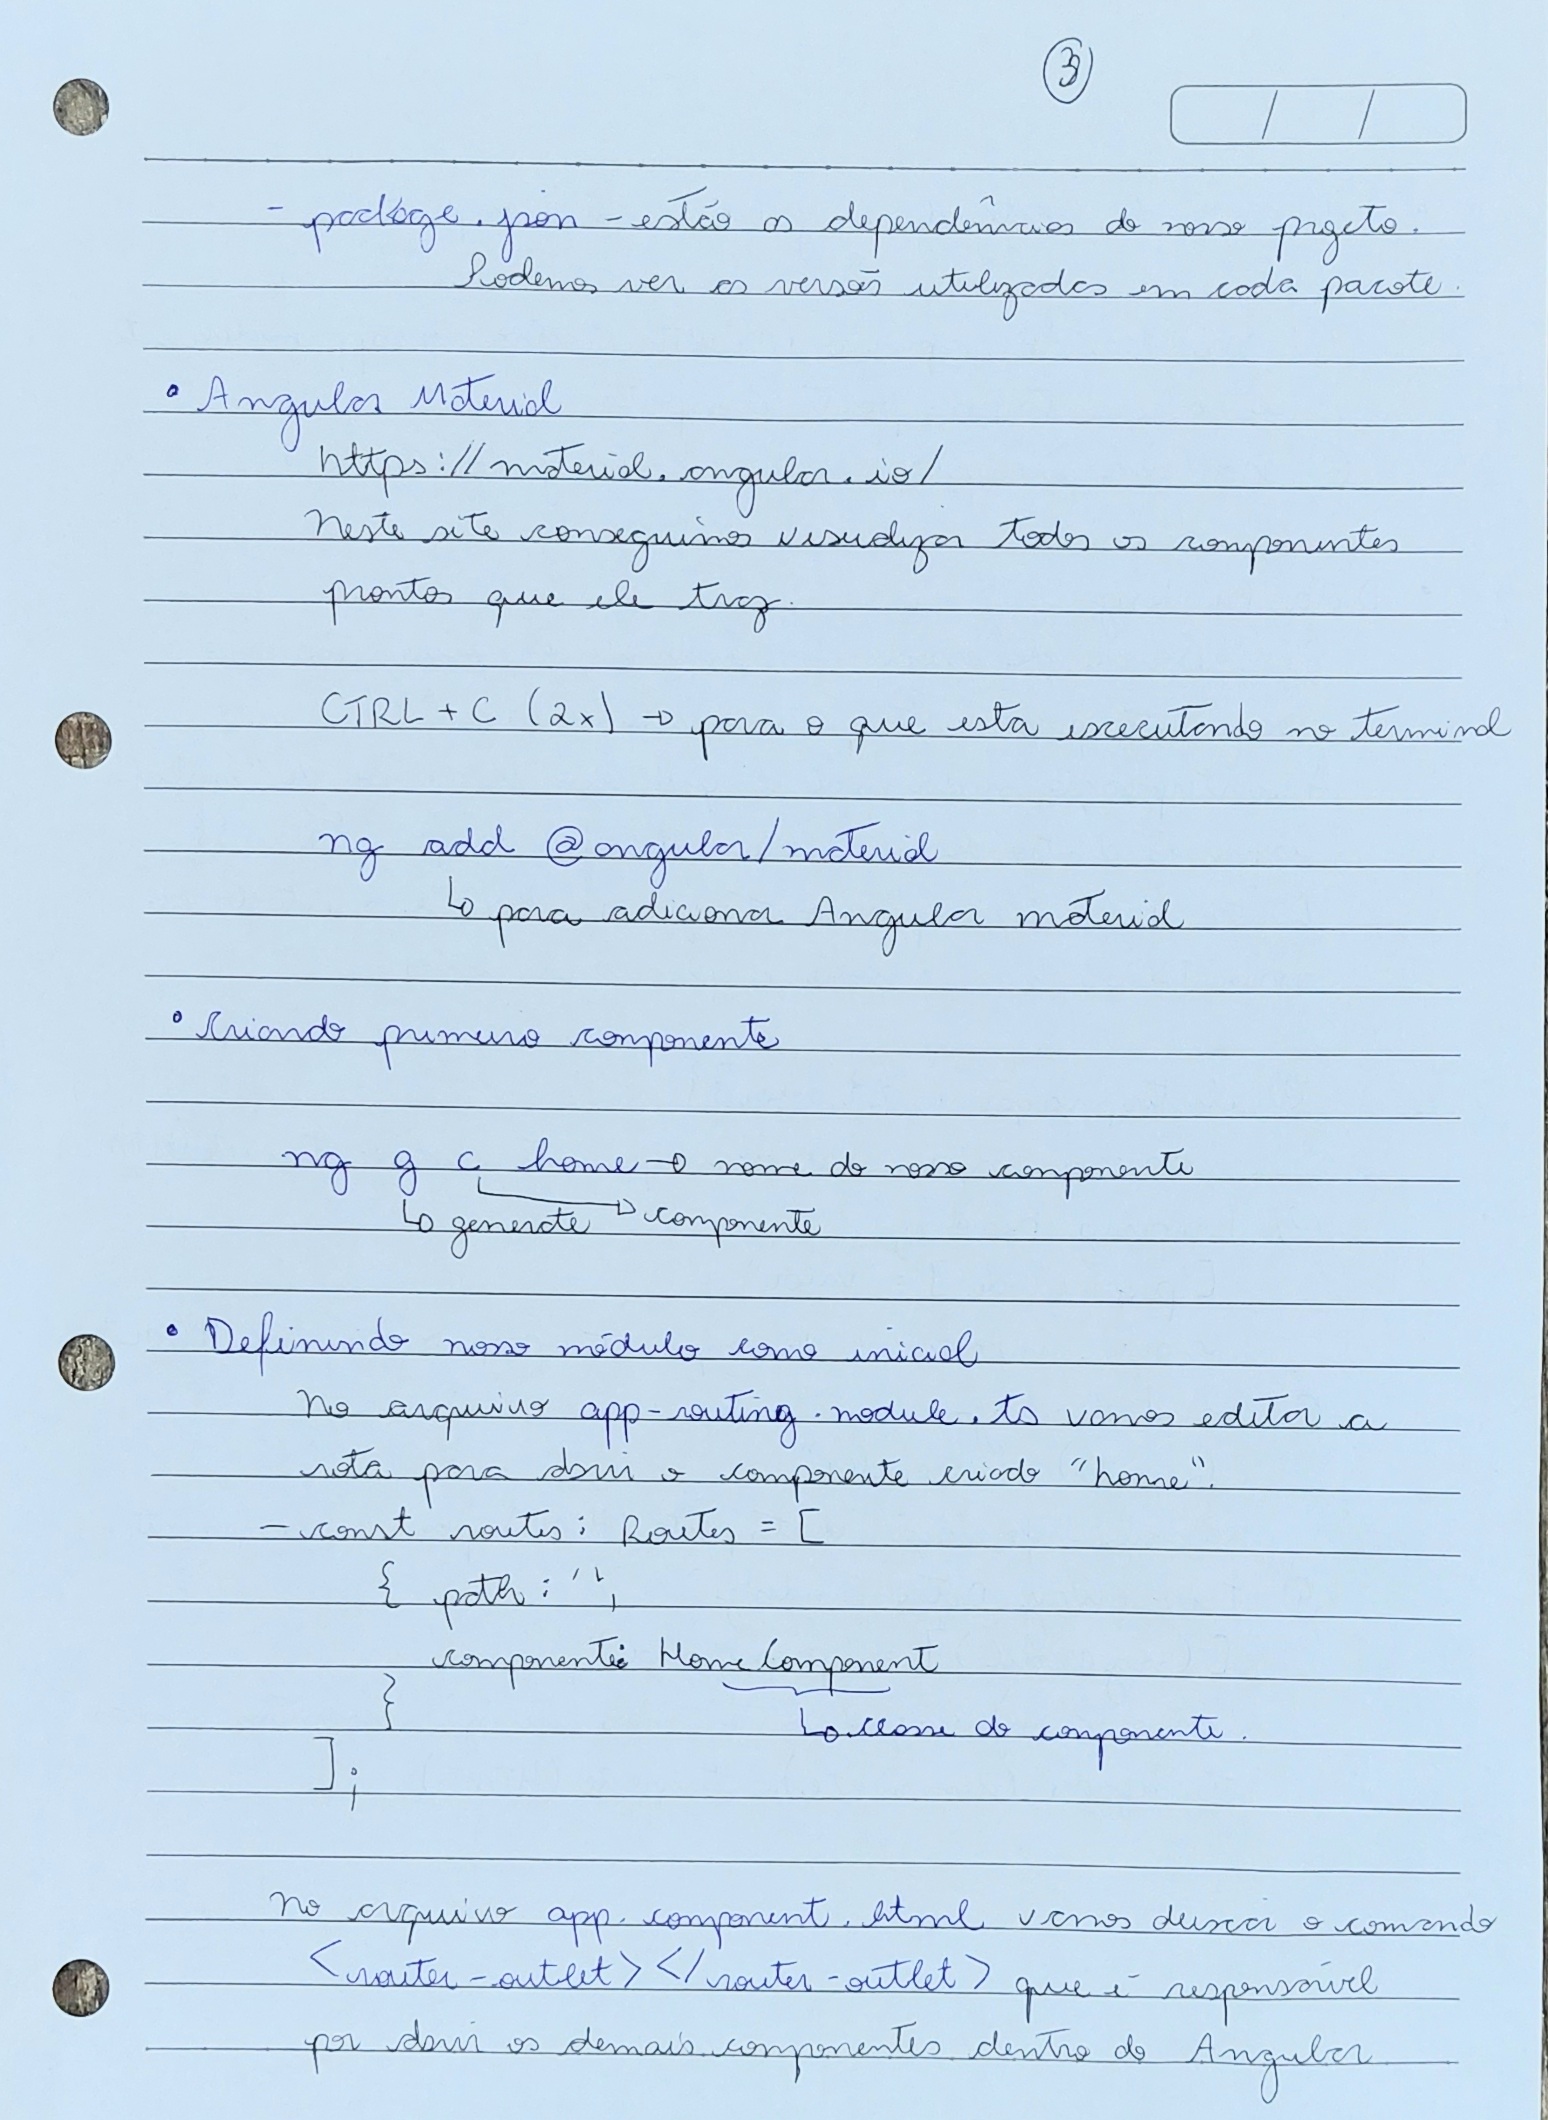 3
- package.json - estão as dependências do nosso projeto.
Podemos ver as versões utilizadas em cada pacote.
• Angular Material
https://material.angular.io/
Neste site conseguimos visualizar todos os componentes
prontos que ele traz.
CTRL + C (2x) → para o que esta executando no terminal
ng add @angular/material
↳ para adicionar Angular material
• Criando primeiro componente
ng g c home → nome do nosso componente
↳ generate → componente
• Definindo nosso módulo como inicial
No arquivo app-routing.module.ts vamos editar a
rota para abrir o componente criado "home".
- const routes: Routes = [
{ path: '',
componente: HomeComponent
}
↳ classe do componente.
];
No arquivo app.component.html vamos deixar o comando
<router-outlet></router-outlet> que é responsável
por abrir os demais componentes dentro do Angular